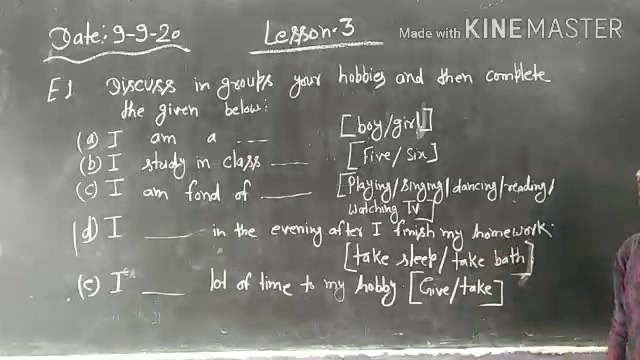 Date: 9-9-20 Lesson-3 Made with KINEMASTER
E1 Discuss in groups your hobbies and then complete
the given below:
(a) I am a --- [boy/girl]
(b) I study in class ___ [Five/Six]
(c) I am fond of ____ [Playing/singing/dancing/reading/
watching TV]
(d) I ____ in the evening after I finish my homework.
[take sleep/take bath]
(e) I ___ lot of time to my hobby. [Give/take]